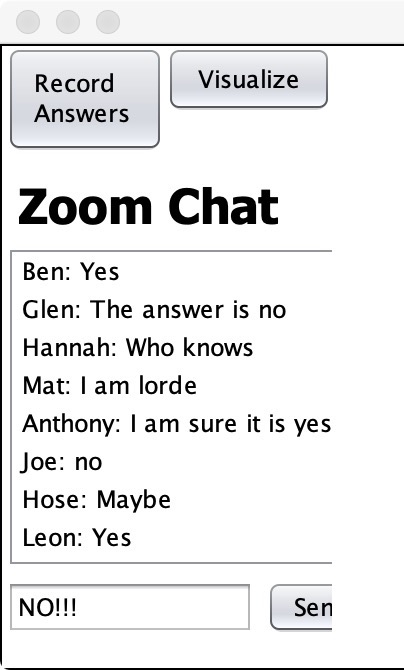 Record
Answers
Visualize
Zoom Chat
Ben: Yes
Glen: The answer is no
Hannah: Who knows
Mat: I am lorde
Anthony: I am sure it is yes
Joe: no
Hose: Maybe
Leon: Yes
NO!!!
Sen